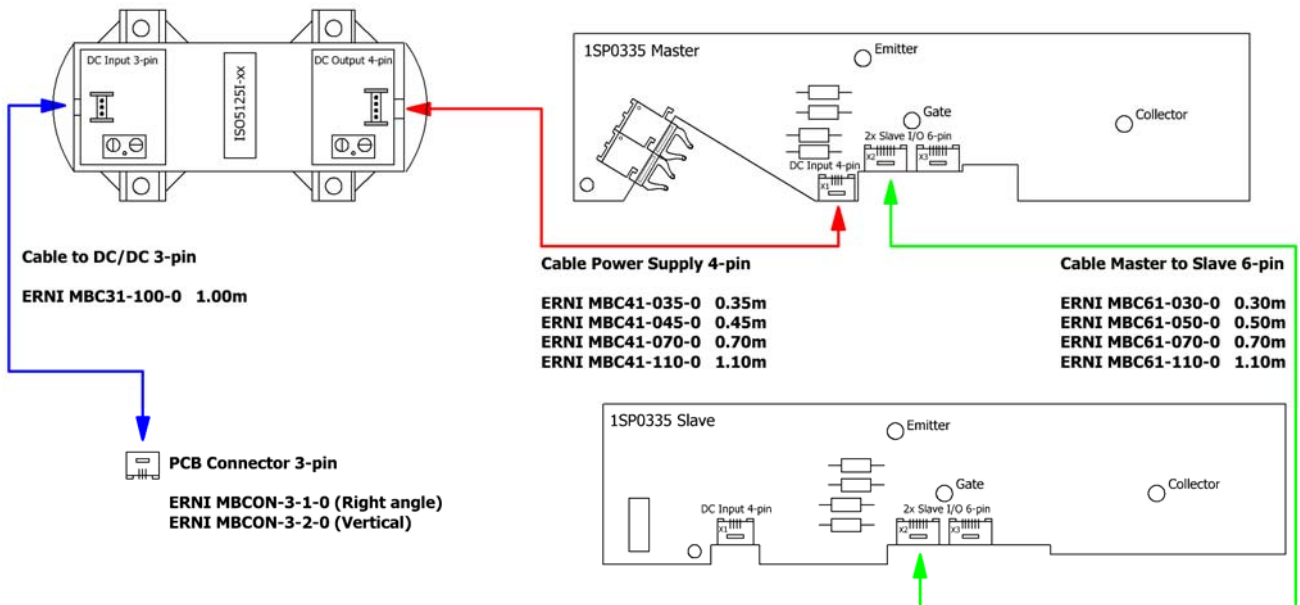 DC Input 3-pin
ISO5125I-xx
DC Output 4-pin
1SP0335 Master
Emitter
Gate
Collector
2x Slave I/O 6-pin
X2
X3
DC Input 4-pin
X1
Cable to DC/DC 3-pin
ERNI MBC31-100-0 1.00m
Cable Power Supply 4-pin
ERNI MBC41-035-0 0.35m
ERNI MBC41-045-0 0.45m
ERNI MBC41-070-0 0.70m
ERNI MBC41-110-0 1.10m
Cable Master to Slave 6-pin
ERNI MBC61-030-0 0.30m
ERNI MBC61-050-0 0.50m
ERNI MBC61-070-0 0.70m
ERNI MBC61-110-0 1.10m
PCB Connector 3-pin
ERNI MBCON-3-1-0 (Right angle)
ERNI MBCON-3-2-0 (Vertical)
1SP0335 Slave
Emitter
Gate
Collector
DC Input 4-pin
2x Slave I/O 6-pin
X1
X2
X3